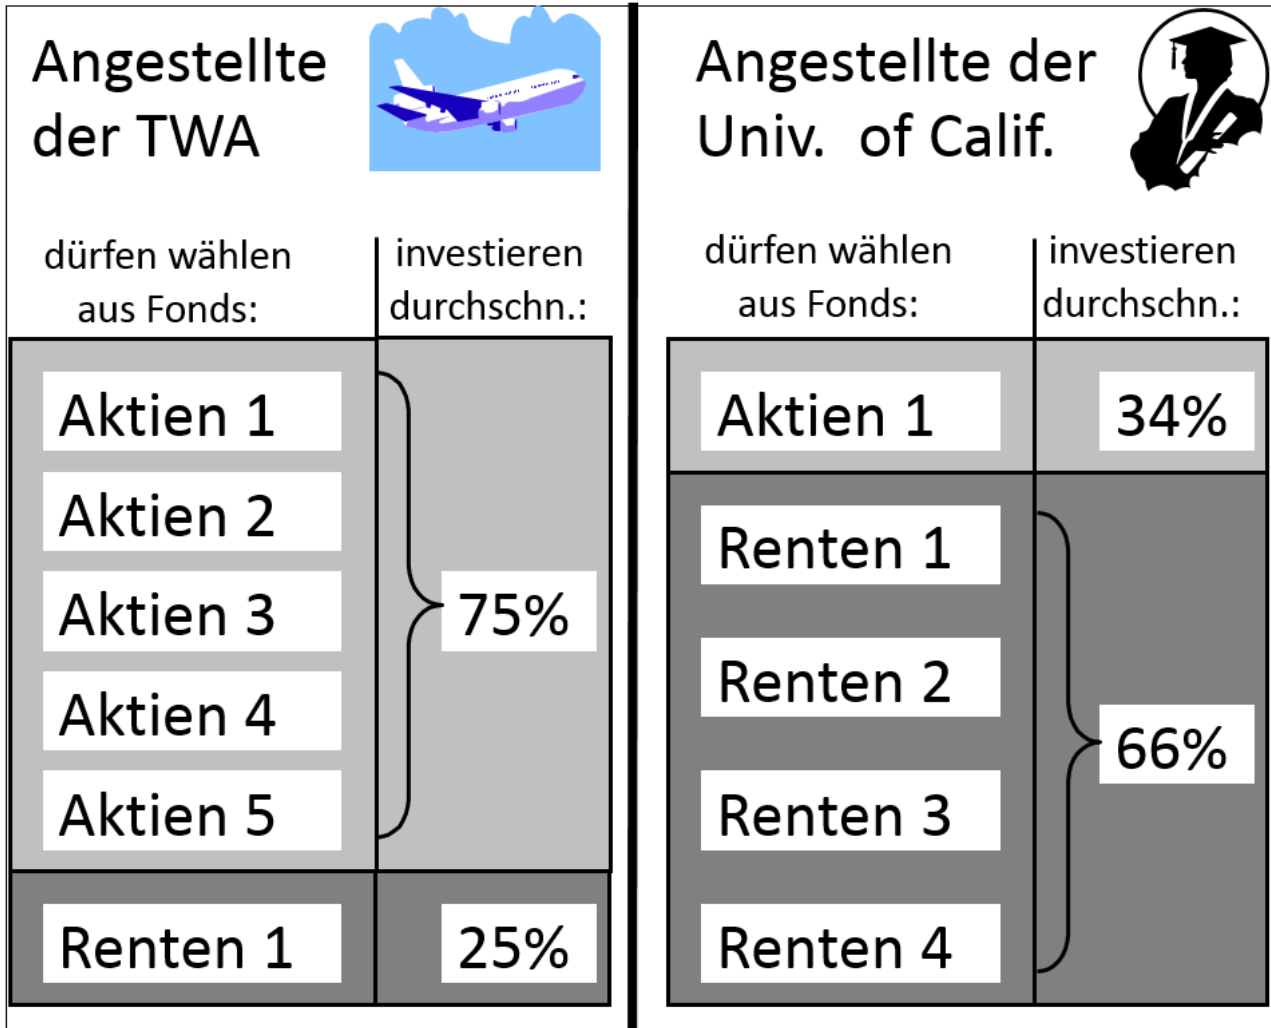 Angestellte
der TWA
dürfen wählen
aus Fonds:
investieren
durchschn.:
Aktien 1
Aktien 2
Aktien 3
Aktien 4
Aktien 5
75%
Renten 1
25%
Angestellte der
Univ. of Calif.
dürfen wählen
aus Fonds:
investieren
durchschn.:
Aktien 1
34%
Renten 1
Renten 2
Renten 3
Renten 4
66%